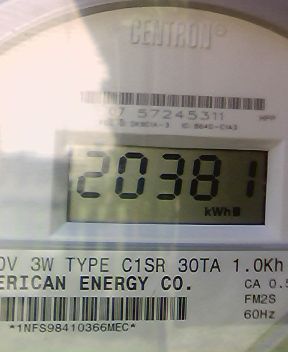 CENTRON®
57245311
20381
kWh
0V 3W TYPE C1SR 30TA 1.0Kh
ERICAN ENERGY CO.
CA 0.5
FM2S
60Hz
*1NFS98410366MEC*